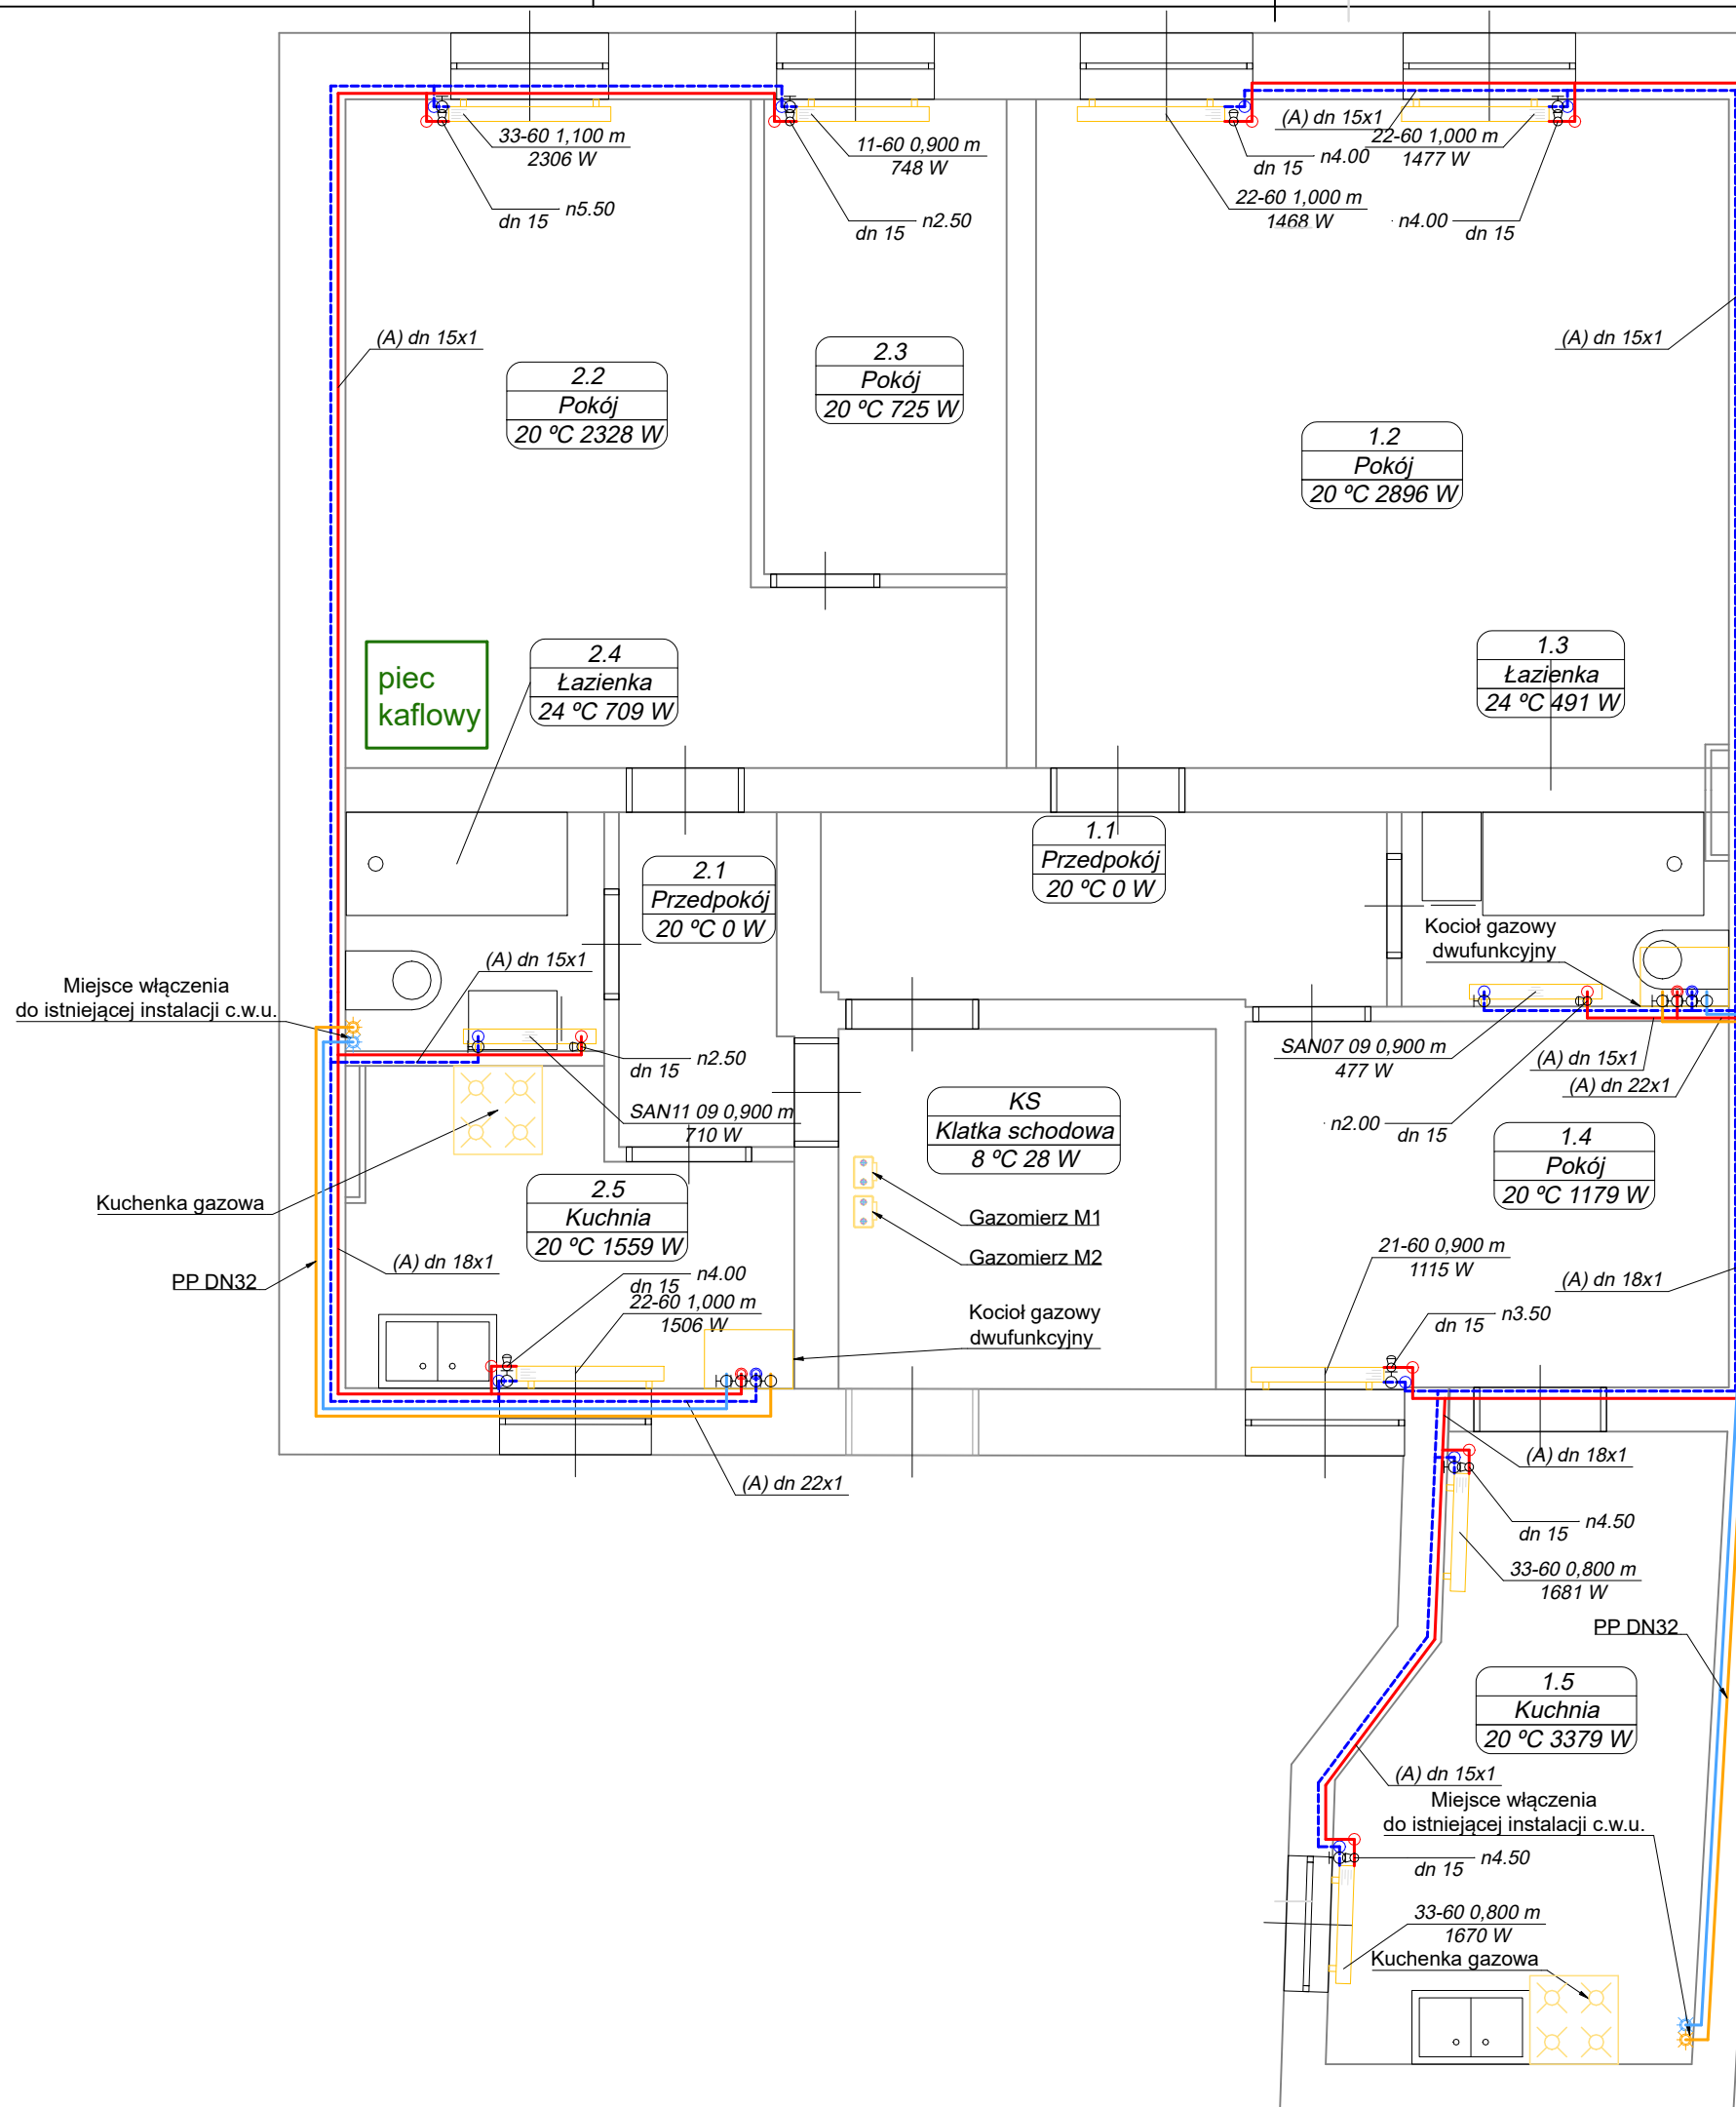 33-60 1,100 m
2306 W
n5.50
dn 15
11-60 0,900 m
748 W
n2.50
dn 15
(A) dn 15x1
n4.00
dn 15
22-60 1,000 m
1477 W
22-60 1,000 m
1468 W
n4.00
dn 15
(A) dn 15x1
(A) dn 15x1
2.2
Pokój
20 ºC 2328 W
2.3
Pokój
20 ºC 725 W
1.2
Pokój
20 ºC 2896 W
piec
kaflowy
2.4
Łazienka
24 ºC 709 W
1.3
Łazienka
24 ºC 491 W
2.1
Przedpokój
20 ºC 0 W
1.1
Przedpokój
20 ºC 0 W
Kocioł gazowy
dwufunkcyjny
Miejsce włączenia
do istniejącej instalacji c.w.u.
(A) dn 15x1
n2.50
dn 15
SAN11 09 0,900 m
710 W
SAN07 09 0,900 m
477 W
(A) dn 15x1
(A) dn 22x1
n2.00
dn 15
KS
Klatka schodowa
8 ºC 28 W
1.4
Pokój
20 ºC 1179 W
Kuchenka gazowa
2.5
Kuchnia
20 ºC 1559 W
Gazomierz M1
Gazomierz M2
PP DN32
(A) dn 18x1
n4.00
dn 15
22-60 1,000 m
1506 W
Kocioł gazowy
dwufunkcyjny
21-60 0,900 m
1115 W
(A) dn 18x1
n3.50
dn 15
(A) dn 22x1
(A) dn 18x1
n4.50
dn 15
33-60 0,800 m
1681 W
PP DN32
1.5
Kuchnia
20 ºC 3379 W
(A) dn 15x1
Miejsce włączenia
do istniejącej instalacji c.w.u.
n4.50
dn 15
33-60 0,800 m
1670 W
Kuchenka gazowa